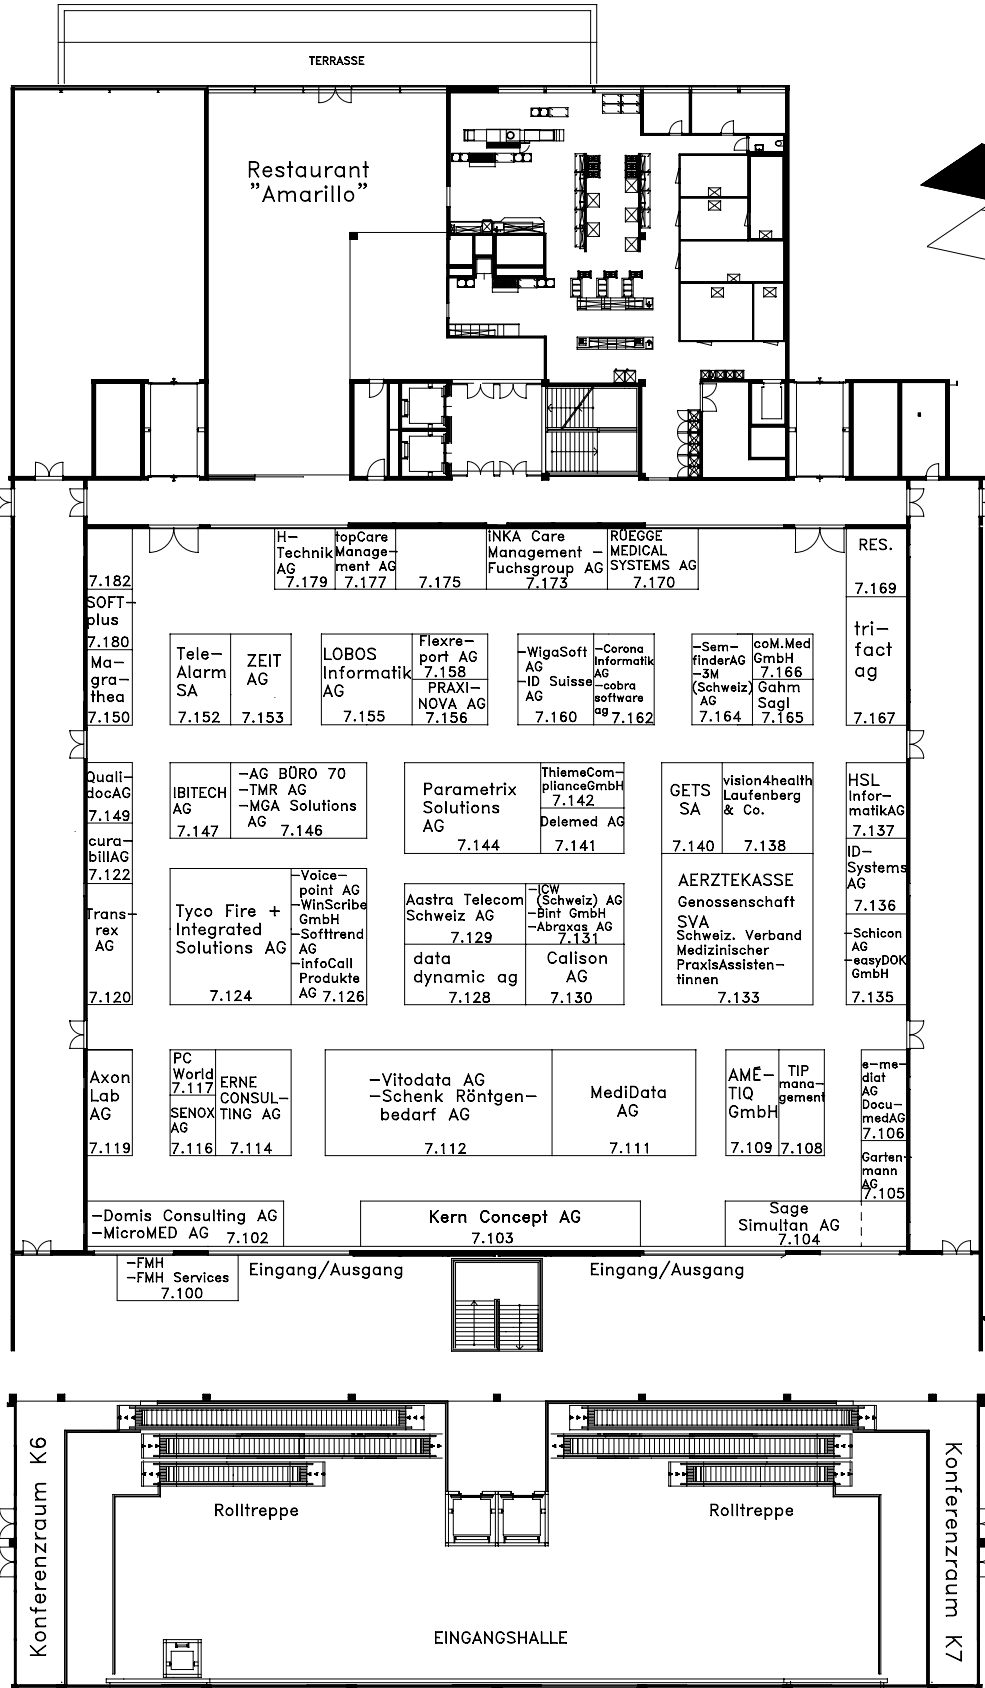 TERRASSE
Restaurant
"Amarillo"
H-
Technik
AG
7.179
topCare
Manage-
ment AG
7.177
7.175
iNKA Care
Management -
Fuchsgroup AG
7.173
RÜEGGE
MEDICAL
SYSTEMS AG
7.170
RES.
7.169
7.182
SOFT-
plus
7.180
Ma-
gra-
thea
7.150
Tele-
Alarm
SA
7.152
ZEIT
AG
7.153
LOBOS
Informatik
AG
7.155
Flexre-
port AG
7.158
PRAXI-
NOVA AG
7.156
-WigaSoft
AG
-ID Suisse
AG
7.160
-Corona
Informatik
AG
-cobra
software
ag
7.162
-Sem-
finderAG
-3M
(Schweiz)
AG
7.164
coM.Med
GmbH
7.166
Gahm
Sagl
7.165
tri-
fact
ag
7.167
Quali-
docAG
7.149
IBITECH
AG
7.147
-AG BÜRO 70
-TMR AG
-MGA Solutions
AG
7.146
Parametrix
Solutions
AG
7.144
ThiemeCom-
plianceGmbH
7.142
Delemed AG
7.141
GETS
SA
7.140
vision4health
Laufenberg
& Co.
7.138
HSL
Infor-
matikAG
7.137
cura-
billAG
7.122
Trans-
rex
AG
7.120
Tyco Fire +
Integrated
Solutions AG
7.124
-Voice-
point AG
-WinScribe
GmbH
-Softtrend
AG
-infoCall
Produkte
AG
7.126
Aastra Telecom
Schweiz AG
7.129
-ICW
(Schweiz) AG
-Bint GmbH
-Abraxas AG
7.131
data
dynamic ag
7.128
Calison
AG
7.130
AERZTEKASSE
Genossenschaft
SVA
Schweiz. Verband
Medizinischer
PraxisAssisten-
tinnen
7.133
ID-
Systems
AG
7.136
-Schicon
AG
-easyDOK
GmbH
7.135
Axon
Lab
AG
7.119
PC
World
7.117
SENOX
AG
7.116
ERNE
CONSUL-
TING AG
7.114
-Vitodata AG
-Schenk Röntgen-
bedarf AG
7.112
MediData
AG
7.111
AMÉ-
TIQ
GmbH
7.109
TIP
mana-
gement
7.108
e-me-
diat
AG
Docu-
medAG
7.106
Garten-
mann
AG
7.105
-Domis Consulting AG
-MicroMED AG
7.102
Kern Concept AG
7.103
Sage
Simultan AG
7.104
-FMH
-FMH Services
7.100
Eingang/Ausgang
Eingang/Ausgang
Konferenzraum K6
Rolltreppe
Rolltreppe
Konferenzraum K7
EINGANGSHALLE